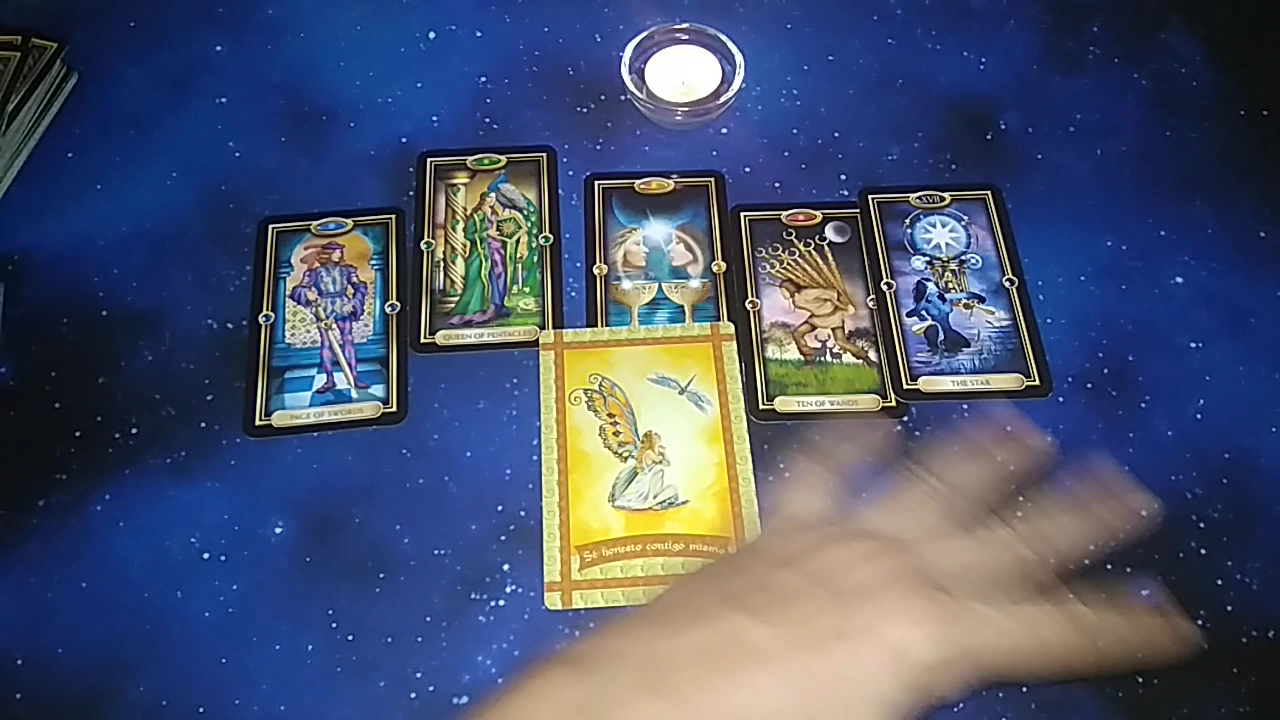 PAGE OF SWORDS
QUEEN OF PENTACLES
TEN OF WANDS
XVII
THE STAR
Sé honesto contigo mismo